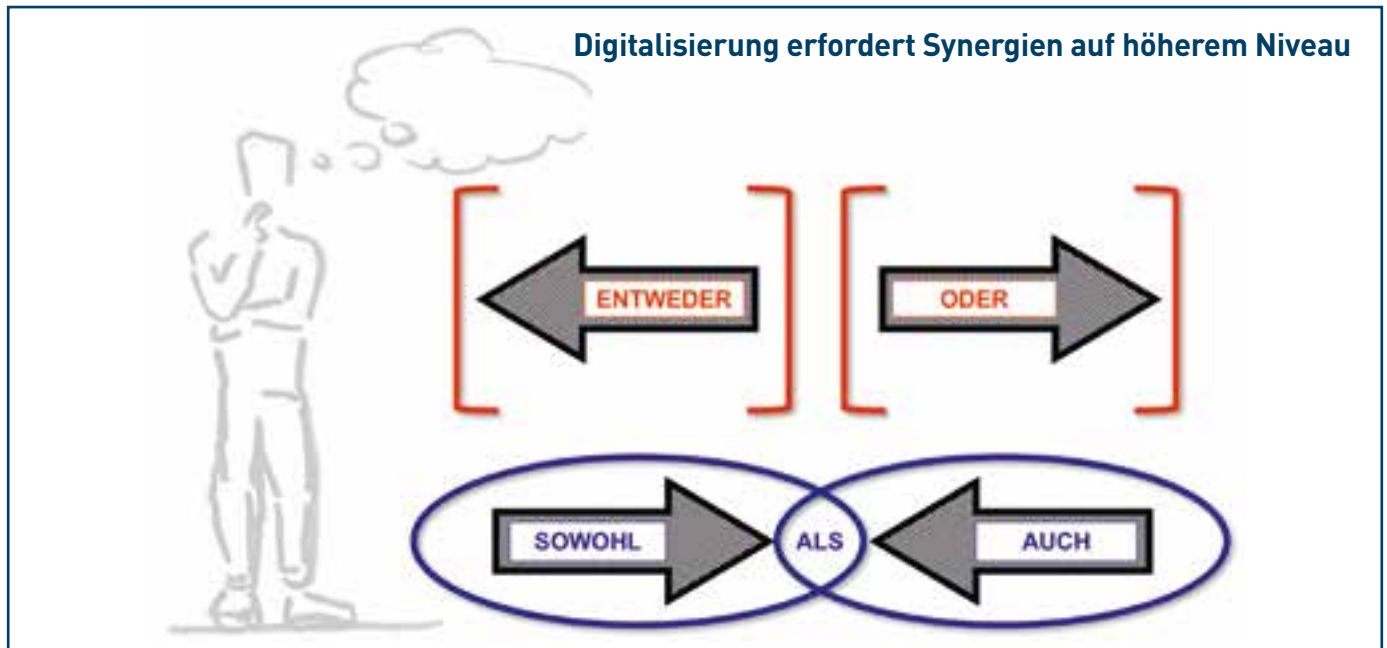 Digitalisierung erfordert Synergien auf höherem Niveau
ENTWEDER
ODER
SOWOHL
ALS
AUCH